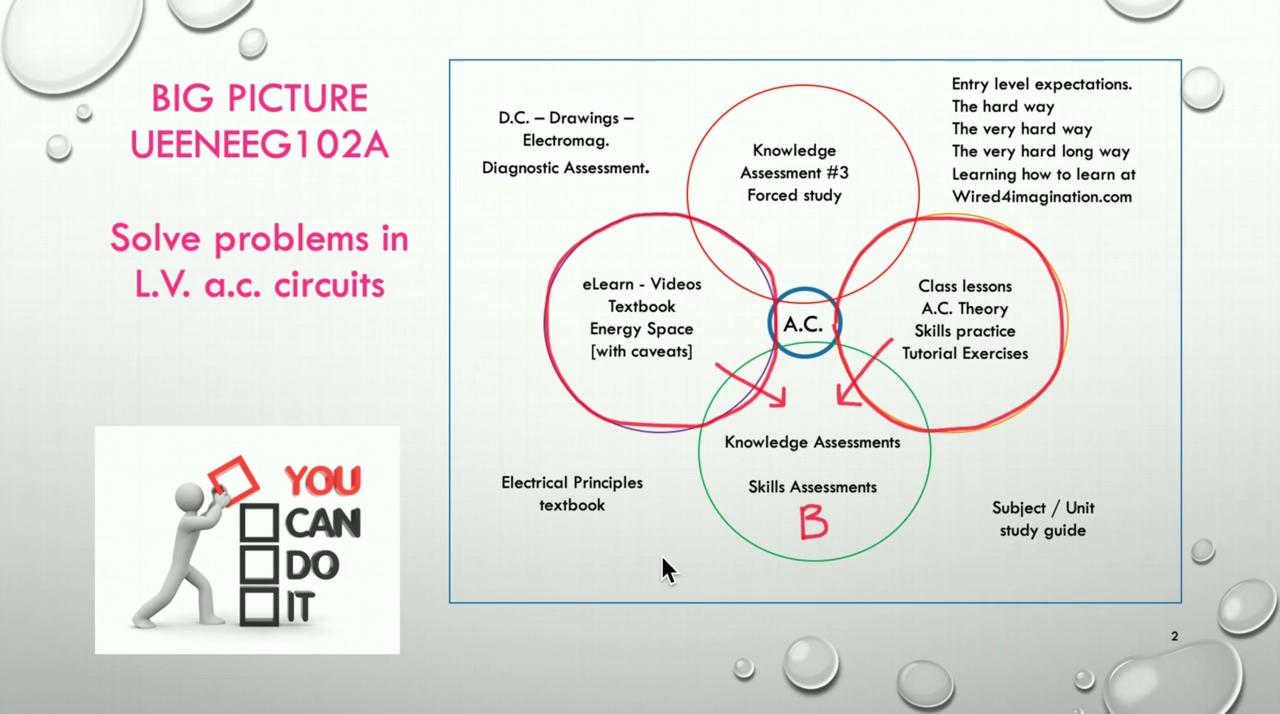 BIG PICTURE
UEENEEG102A
Solve problems in
L.V. a.c. circuits
D.C. – Drawings –
Electromag.
Diagnostic Assessment.
Knowledge
Assessment #3
Forced study
Entry level expectations.
The hard way
The very hard way
The very hard long way
Learning how to learn at
Wired4imagination.com
eLearn - Videos
Textbook
Energy Space
[with caveats]
A.C.
Class lessons
A.C. Theory
Skills practice
Tutorial Exercises
Knowledge Assessments
Skills Assessments
B
Electrical Principles
textbook
Subject / Unit
study guide
YOU
CAN
DO
IT
2